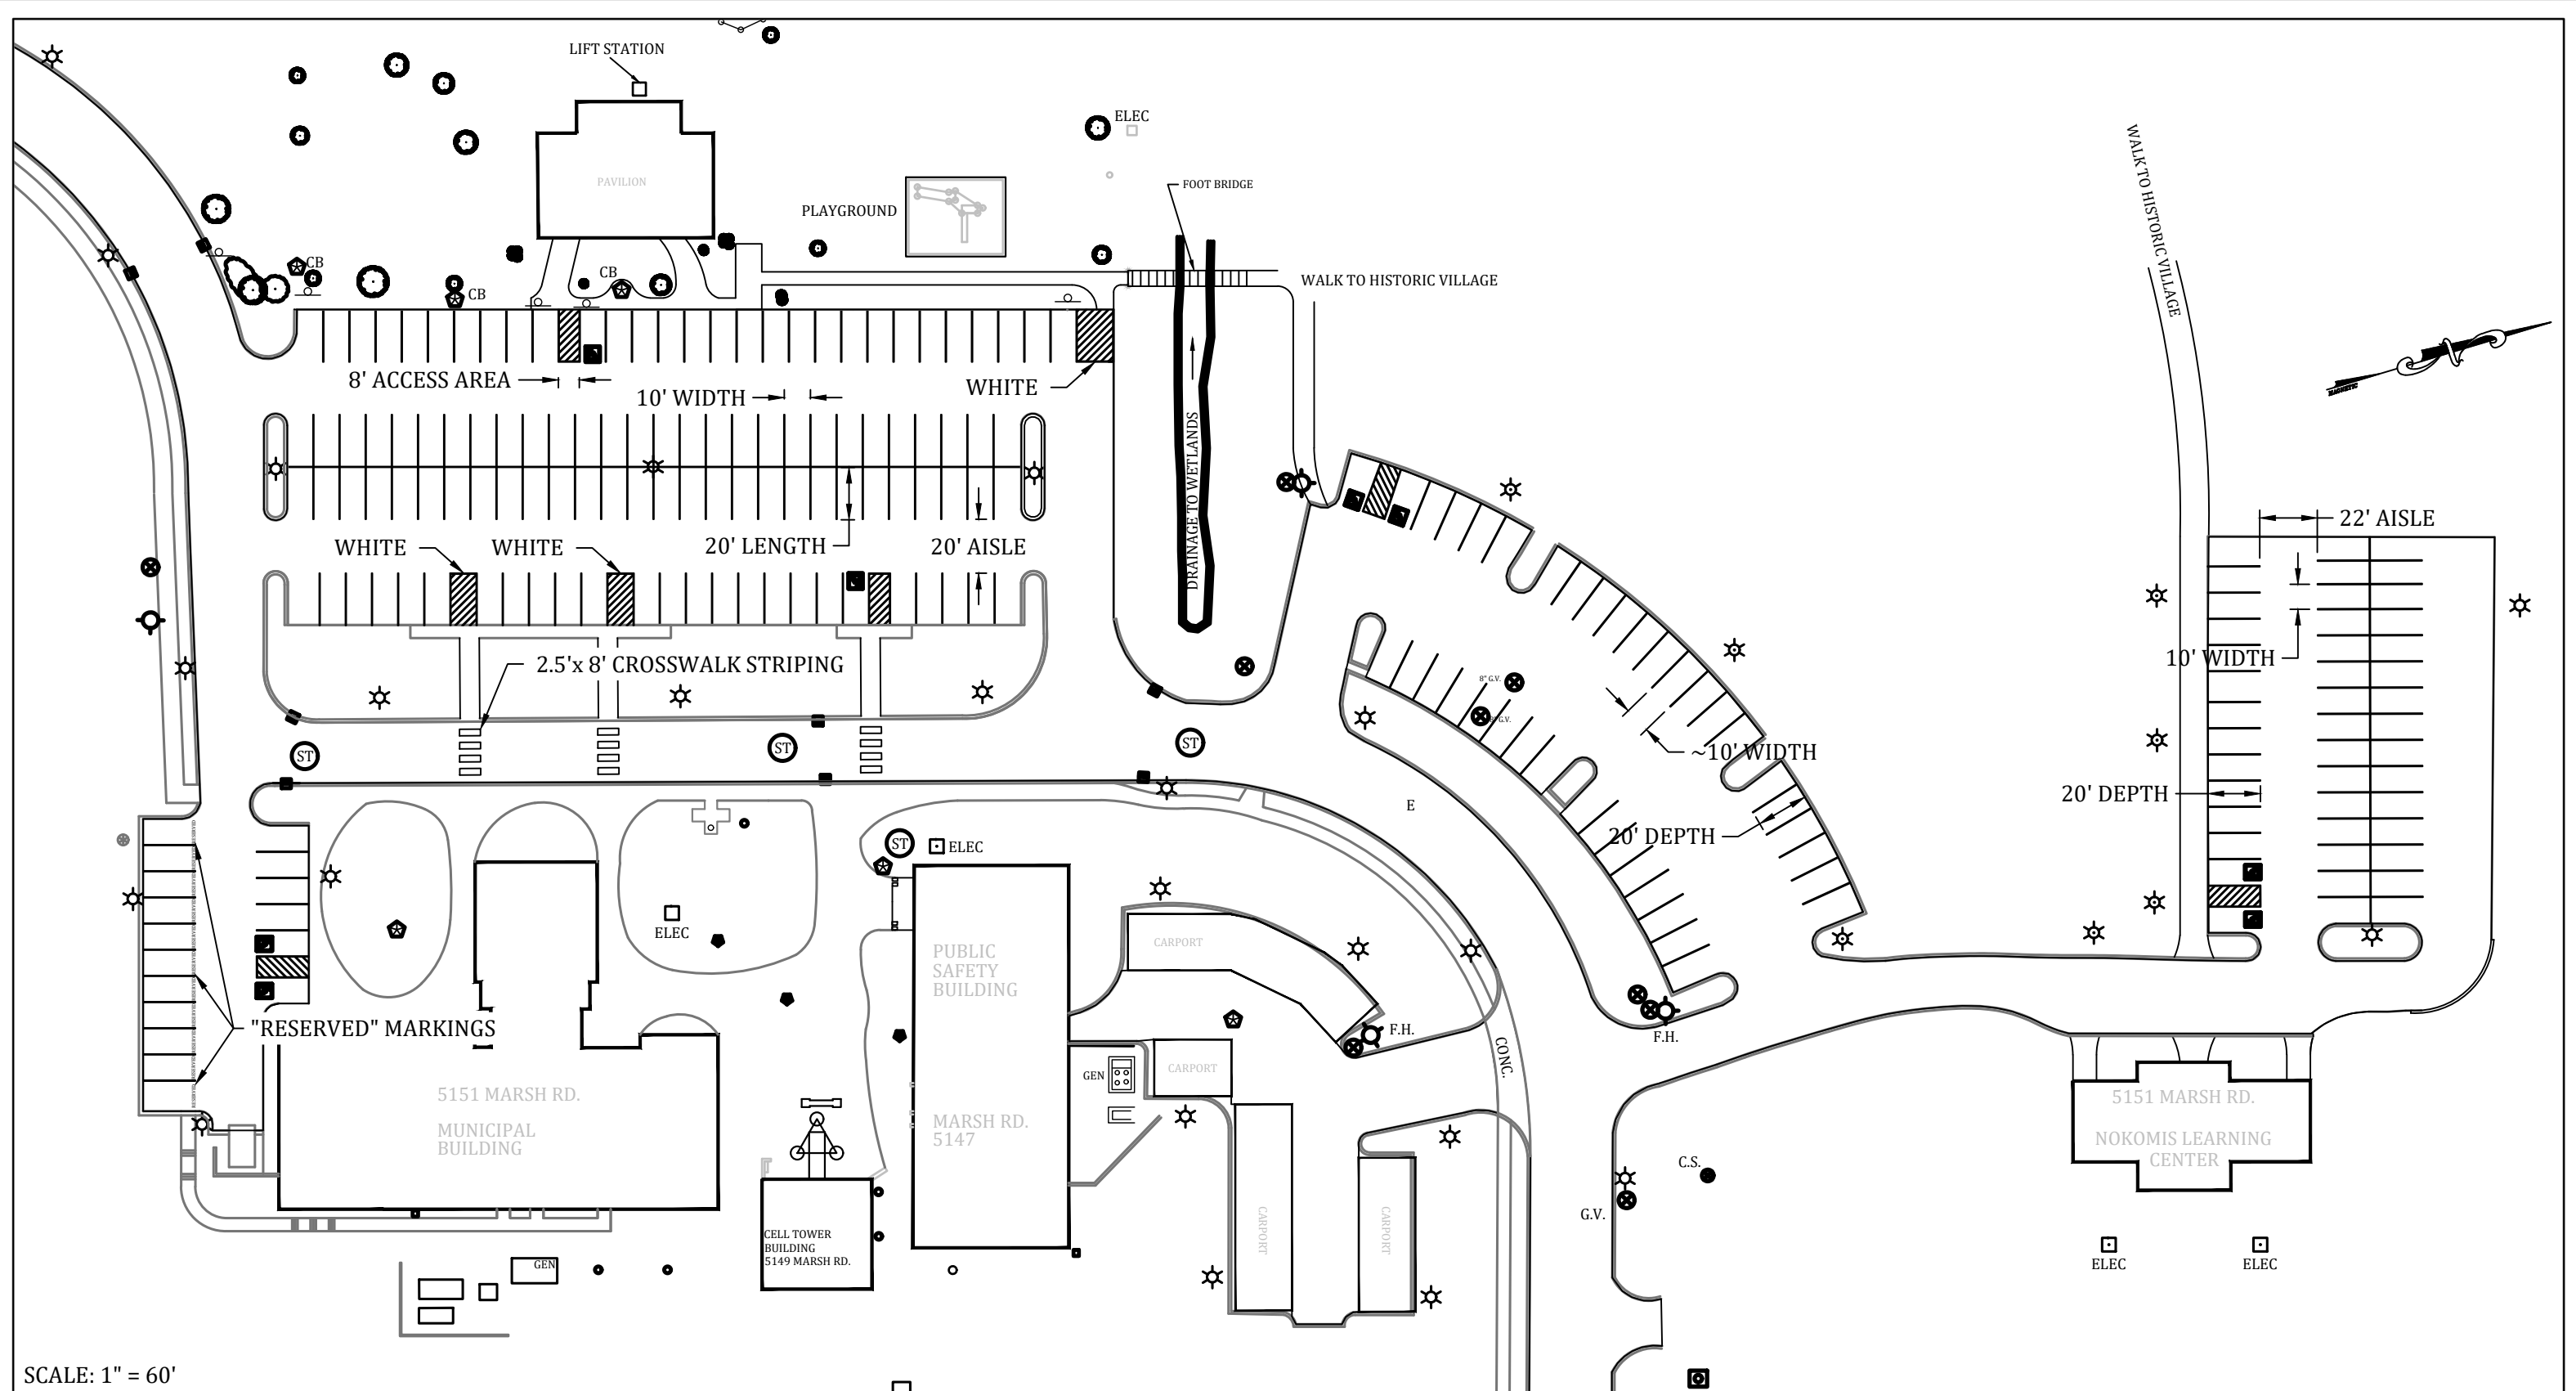 LIFT STATION
ELEC
PAVILION
FOOT BRIDGE
PLAYGROUND
WALK TO HISTORIC VILLAGE
CB
CB
CB
WALK TO HISTORIC VILLAGE
MAGNETIC
8' ACCESS AREA
10' WIDTH
WHITE
DRAINAGE TO WETLANDS
WHITE
WHITE
20' LENGTH
20' AISLE
22' AISLE
10' WIDTH
2.5'x 8' CROSSWALK STRIPING
8" G.V.
G.V.
ST
ST
ST
~10' WIDTH
E
20' DEPTH
20' DEPTH
ST
ELEC
ELEC
PUBLIC
SAFETY
BUILDING
CARPORT
"RESERVED" MARKINGS
F.H.
F.H.
CONC.
GEN
CARPORT
5151 MARSH RD.
MUNICIPAL
BUILDING
MARSH RD.
5147
5151 MARSH RD.
NOKOMIS LEARNING
CENTER
C.S.
G.V.
CARPORT
CARPORT
CELL TOWER
BUILDING
5149 MARSH RD.
GEN
ELEC
ELEC
SCALE: 1" = 60'